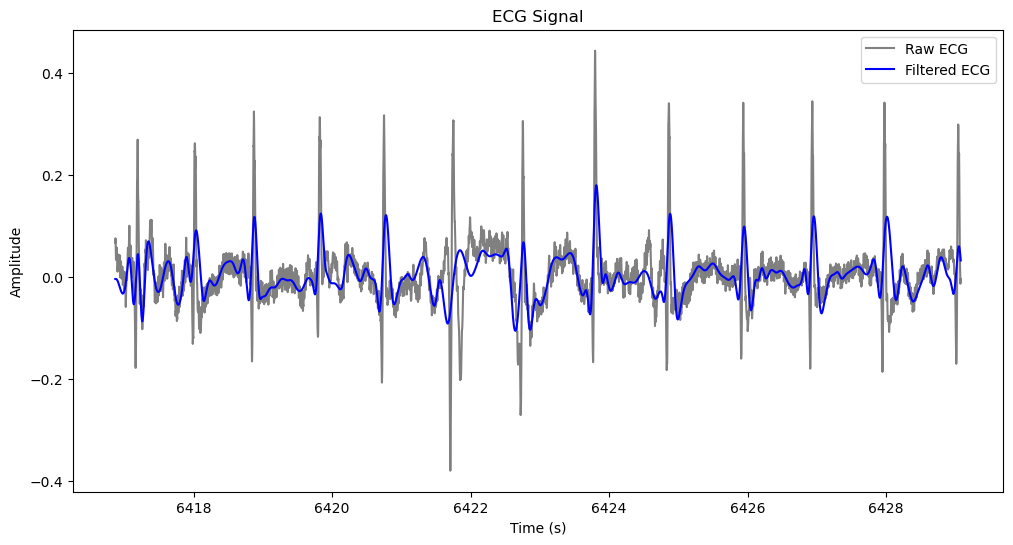 ECG Signal
Raw ECG
Filtered ECG
Amplitude
0.4
0.2
0.0
−0.2
−0.4
6418 6420 6422 6424 6426 6428
Time (s)